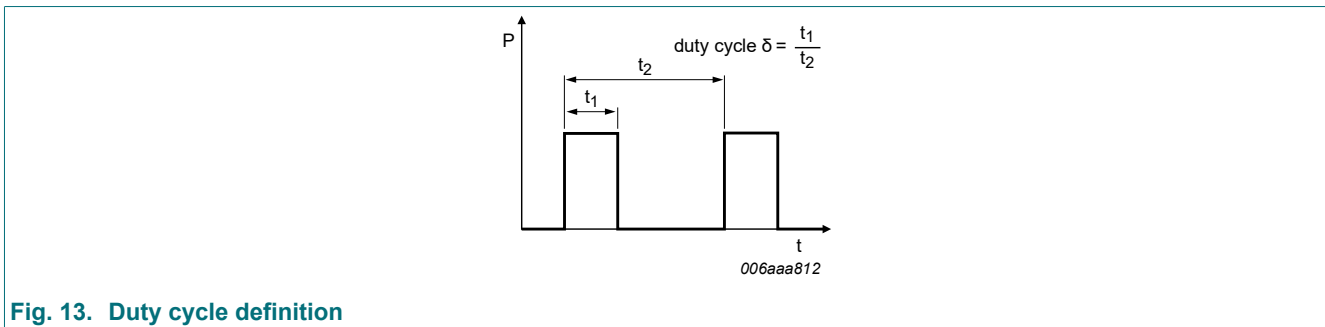 P
duty cycle δ = t1
t2
t2
t1
t
006aaa812
Fig. 13. Duty cycle definition